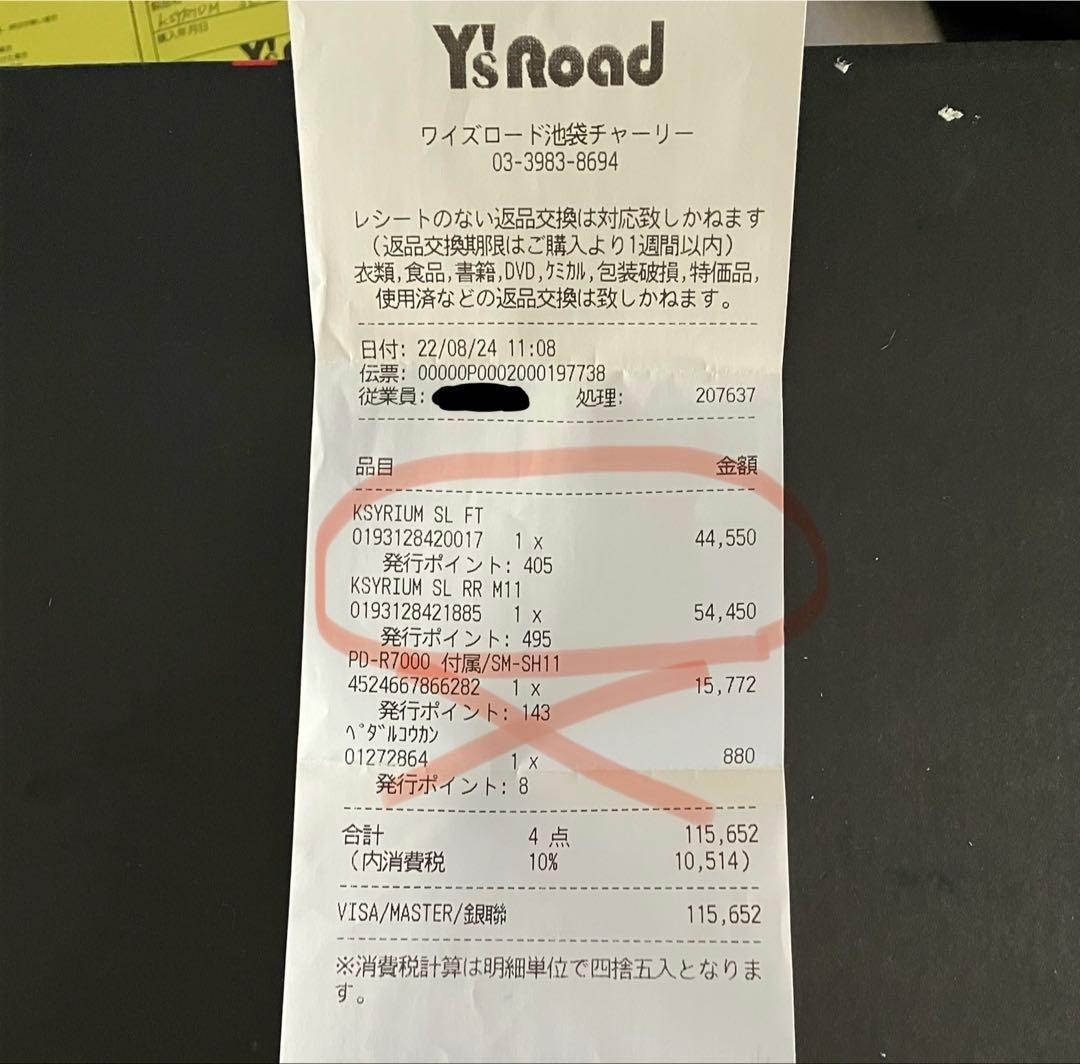 KSYRIUM
購入年月日
Y's Road
ワイズロード池袋チャーリー
03-3983-8694
レシートのない返品交換は対応致しかねます
(返品交換期限はご購入より1週間以内)
衣類,食品,書籍,DVD,ｹﾐｶﾙ,包装破損,特価品,
使用済などの返品交換は致しかねます。
日付: 22/08/24 11:08
伝票: 00000P0002000197738
従業員: 処理: 207637
品目 金額
KSYRIUM SL FT
0193128420017 1 x 44,550
発行ポイント: 405
KSYRIUM SL RR M11
0193128421885 1 x 54,450
発行ポイント: 495
PD-R7000 付属/SM-SH11
4524667866282 1 x 15,772
発行ポイント: 143
ﾍﾟﾀﾞﾙｺｳｶﾝ
01272864 1 x 880
発行ポイント: 8
合計 4 点 115,652
(内消費税 10% 10,514)
VISA/MASTER/銀聯 115,652
※消費税計算は明細単位で四捨五入となりま
す。